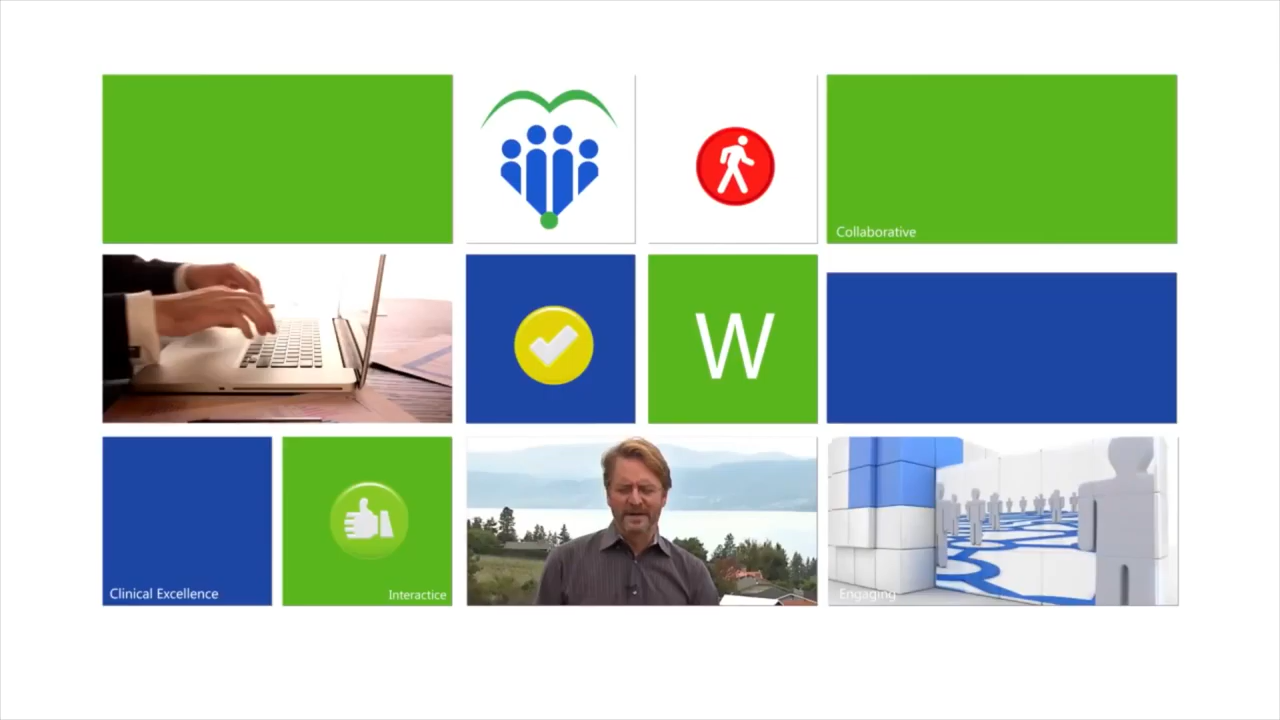 Collaborative
W
Clinical Excellence
Interactice
Engaging